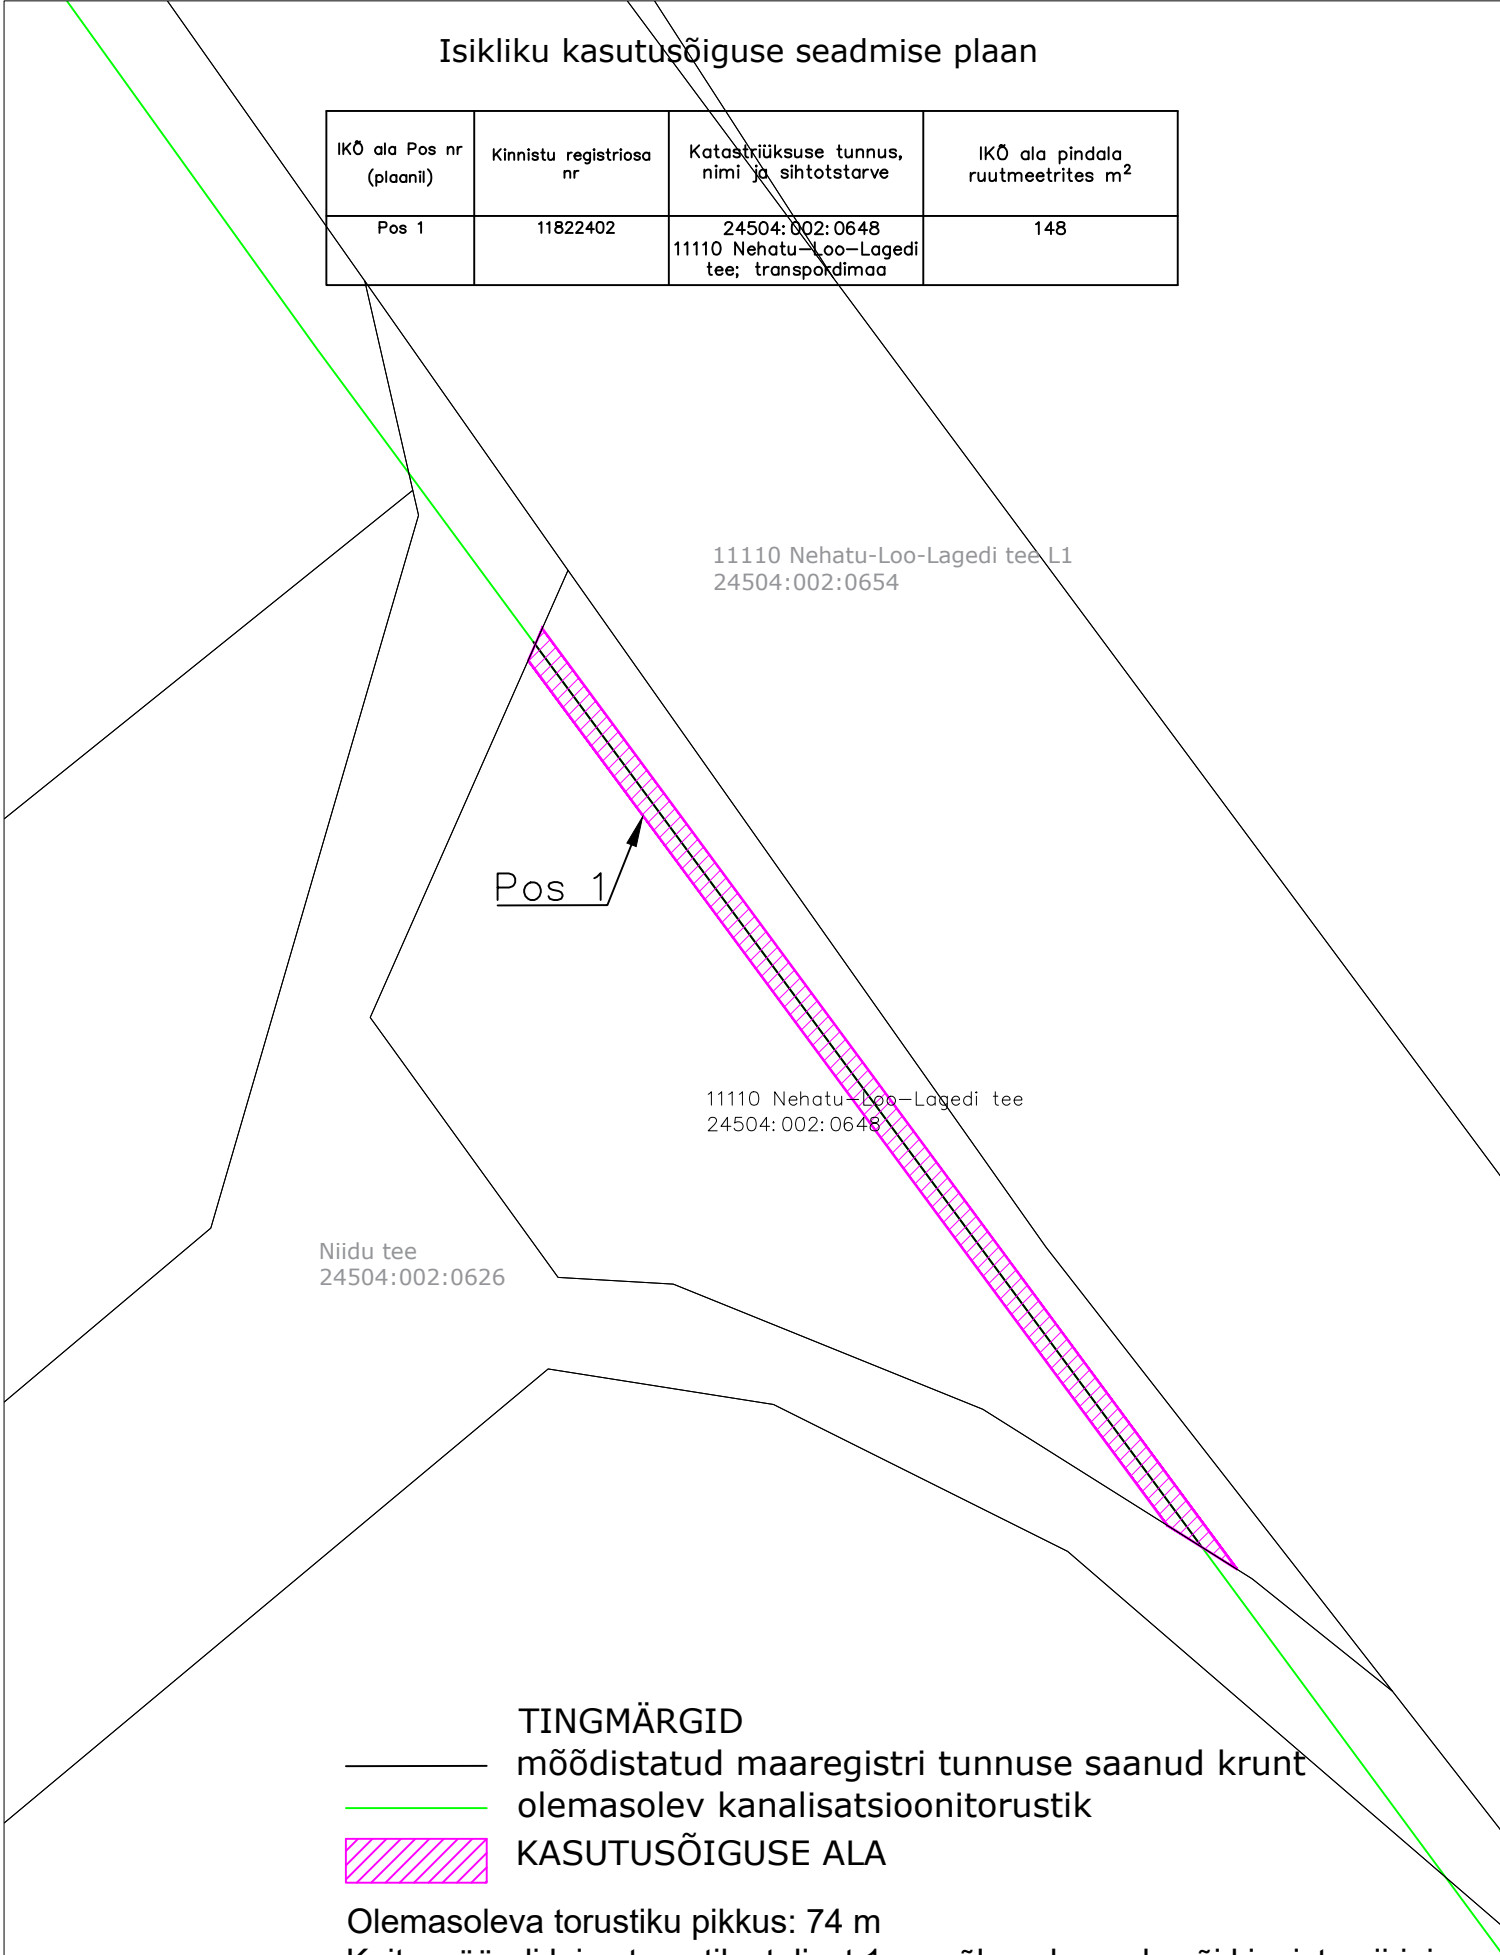 Isikliku kasutusõiguse seadmise plaan
IKÕ ala Pos nr
(plaanil)
Kinnistu registriosa
nr
Katastriüksuse tunnus,
nimi ja sihtotstarve
IKÕ ala pindala
ruutmeetrites m²
Pos 1
11822402
24504:002:0648
11110 Nehatu-Loo-Lagedi
tee; transpordimaa
148
11110 Nehatu-Loo-Lagedi tee L1
24504:002:0654
Pos 1
11110 Nehatu-Loo-Lagedi tee
24504:002:0648
Niidu tee
24504:002:0626
TINGMÄRGID
mõõdistatud maaregistri tunnuse saanud krunt
olemasolev kanalisatsioonitorustik
KASUTUSÕIGUSE ALA
Olemasoleva torustiku pikkus: 74 m